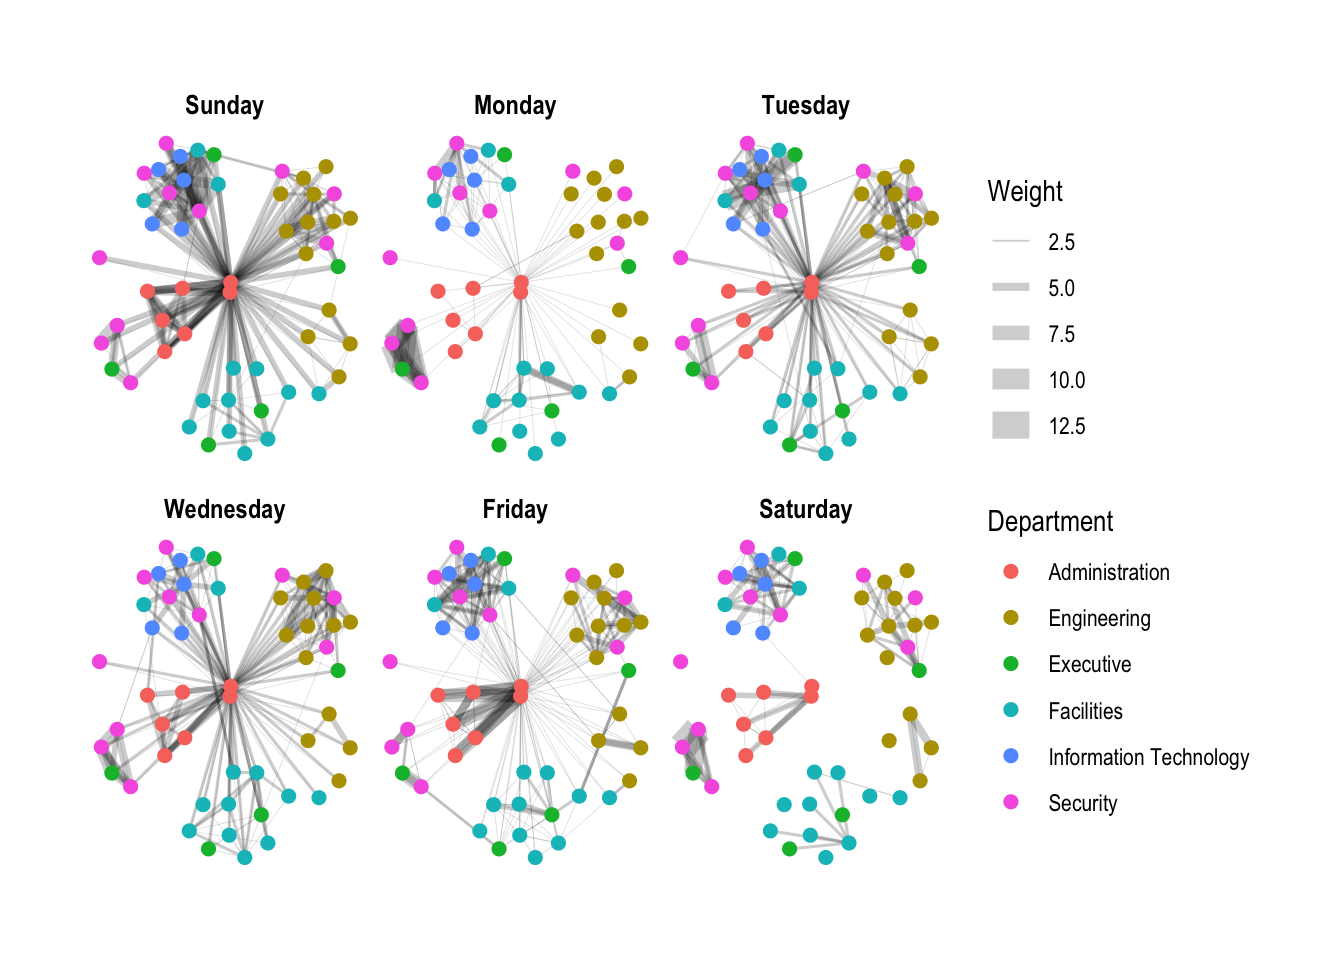 Sunday
Monday
Tuesday
Wednesday
Friday
Saturday
Weight
2.5
5.0
7.5
10.0
12.5
Department
Administration
Engineering
Executive
Facilities
Information Technology
Security